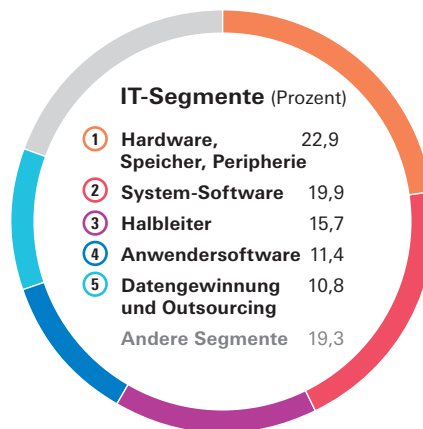 IT-Segmente (Prozent)
1 Hardware, 22,9
Speicher, Peripherie
2 System-Software 19,9
3 Halbleiter 15,7
4 Anwendersoftware 11,4
5 Datengewinnung 10,8
und Outsourcing
Andere Segmente 19,3